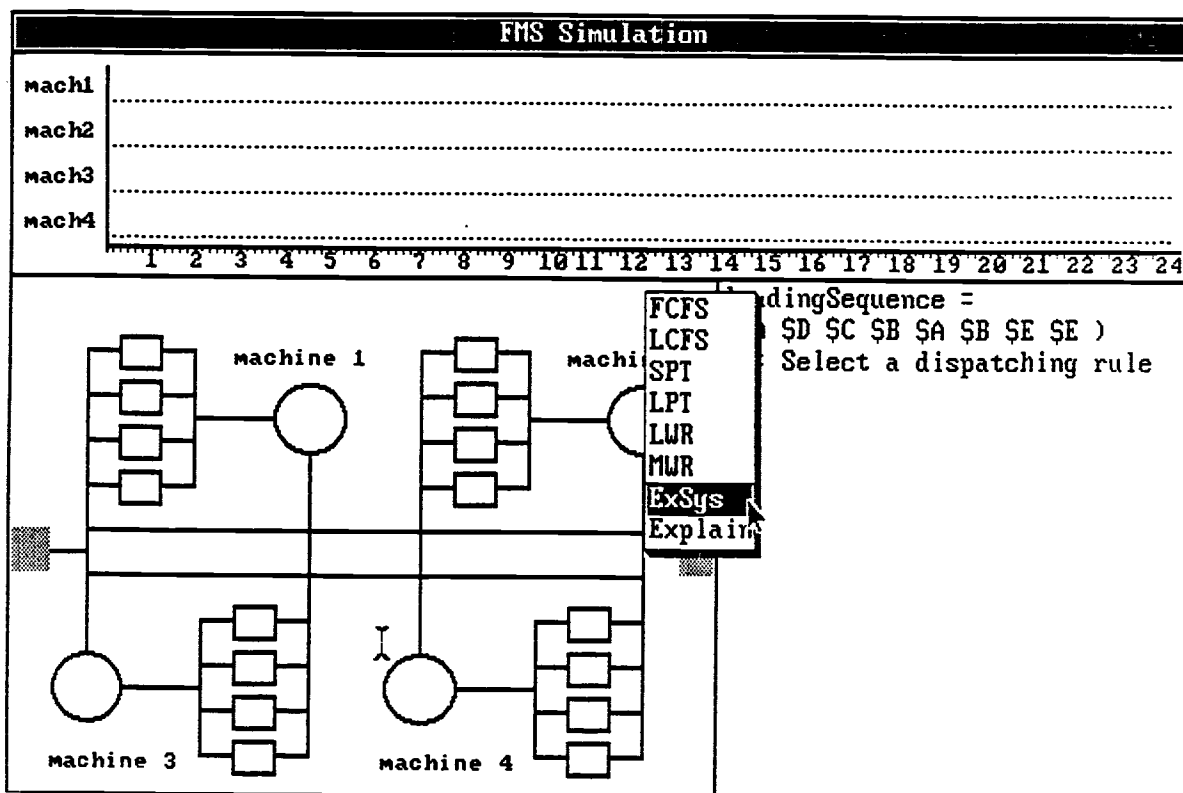 FMS Simulation
mach1
mach2
mach3
mach4
1 2 3 4 5 6 7 8 9 10 11 12 13 14 15 16 17 18 19 20 21 22 23 24
dingSequence =
$D $C $B $A $B $E $E )
Select a dispatching rule
FCFS
LCFS
SPT
LPT
LWR
MWR
ExSys
Explain
machine 1
machine 3
machine 4